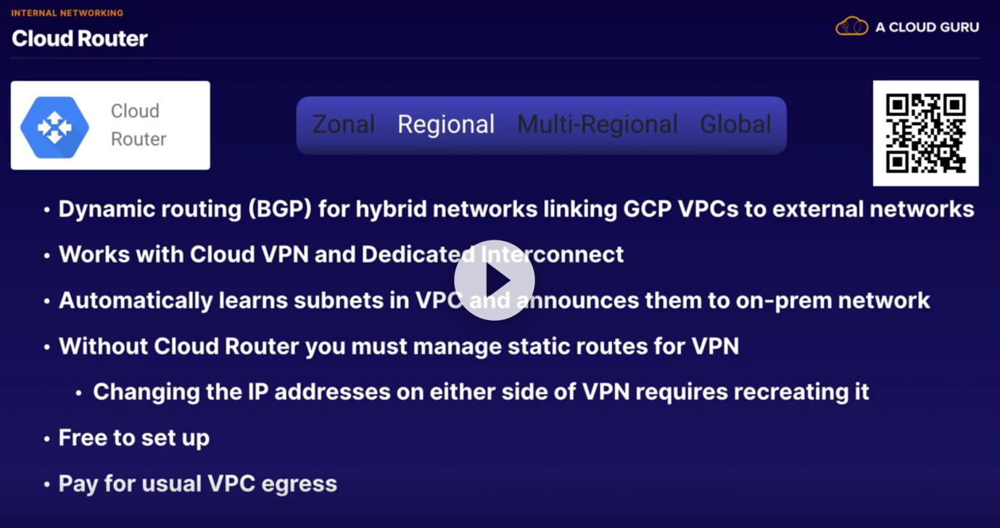 INTERNAL NETWORKING
Cloud Router
A CLOUD GURU
Cloud
Router
Zonal Regional Multi-Regional Global
• Dynamic routing (BGP) for hybrid networks linking GCP VPCs to external networks
• Works with Cloud VPN and Dedicated Interconnect
• Automatically learns subnets in VPC and announces them to on-prem network
• Without Cloud Router you must manage static routes for VPN
• Changing the IP addresses on either side of VPN requires recreating it
• Free to set up
• Pay for usual VPC egress